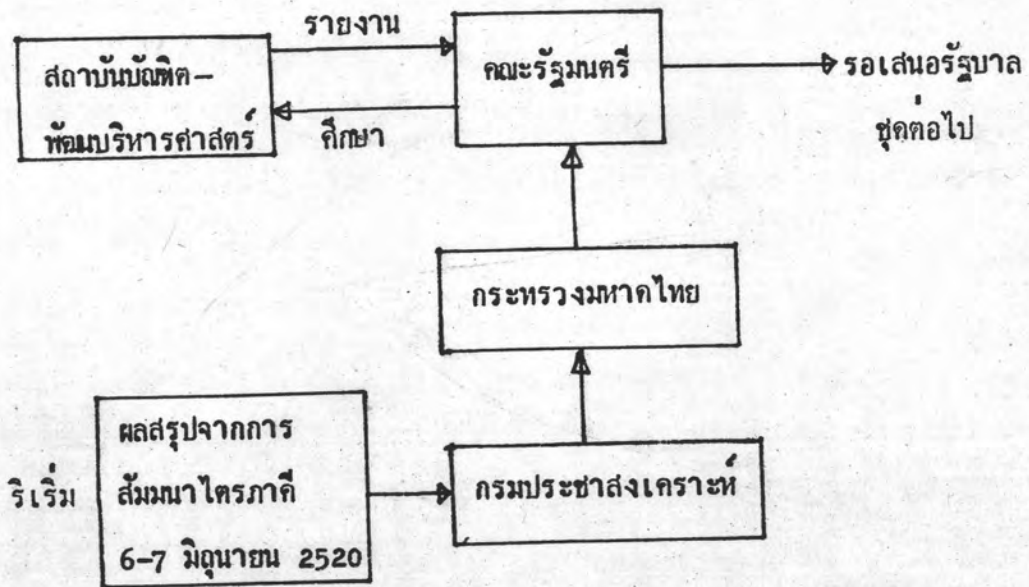 รายงาน
สถาบันบัณฑิต-
พัฒนบริหารศาสตร์
คณะรัฐมนตรี
รอเสนอรัฐบาล
ชุดต่อไป
ศึกษา
กระทรวงมหาดไทย
ริเริ่ม
ผลสรุปจากการ
สัมมนาไตรภาคี
6-7 มิถุนายน 2520
กรมประชาสงเคราะห์